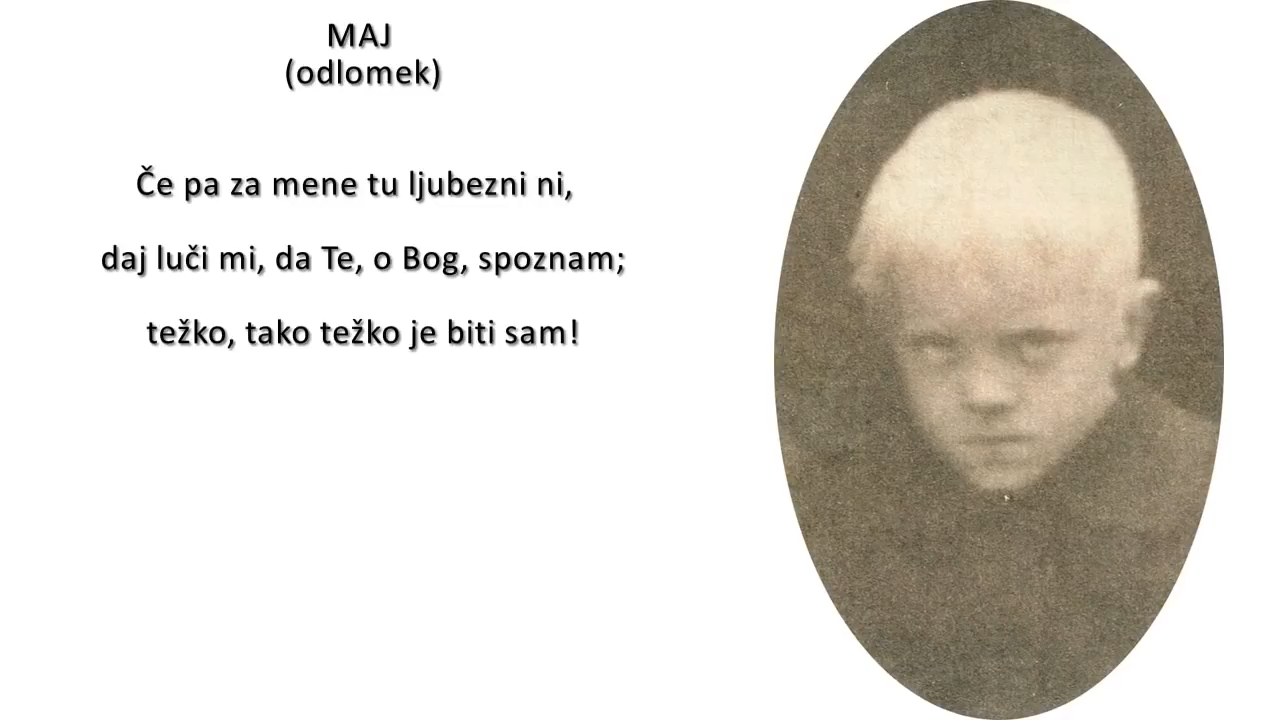 MAJ
(odlomek)
Če pa za mene tu ljubezni ni,
daj luči mi, da Te, o Bog, spoznam;
težko, tako težko je biti sam!